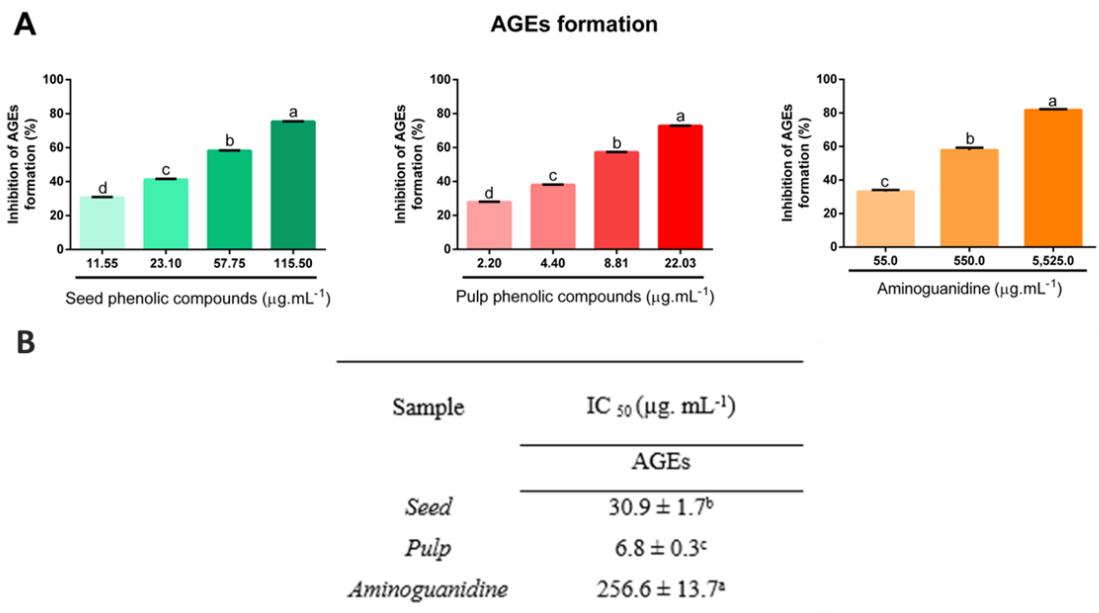 A
AGEs formation
Inhibition of AGEs
formation (%)
100
80
60
40
20
0
d
c
b
a
11.55 23.10 57.75 115.50
Seed phenolic compounds (µg.mL-1)
Inhibition of AGEs
formation (%)
100
80
60
40
20
0
d
c
b
a
2.20 4.40 8.81 22.03
Pulp phenolic compounds (µg.mL-1)
Inhibition of AGEs
formation (%)
100
80
60
40
20
0
c
b
a
55.0 550.0 5,525.0
Aminoguanidine (µg.mL-1)
B
Sample IC 50 (µg. mL-1)
AGEs
Seed 30.9 ± 1.7b
Pulp 6.8 ± 0.3c
Aminoguanidine 256.6 ± 13.7a